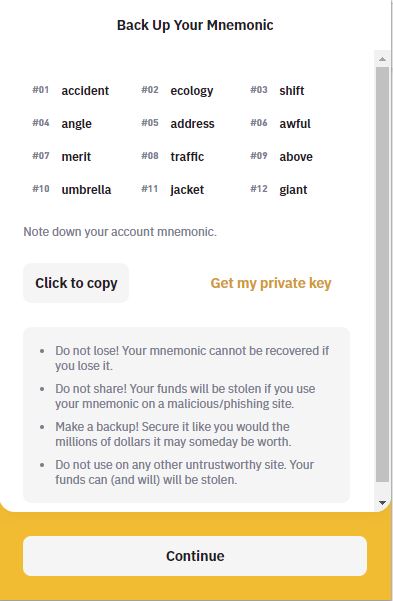 Back Up Your Mnemonic
#01 accident #02 ecology #03 shift
#04 angle #05 address #06 awful
#07 merit #08 traffic #09 above
#10 umbrella #11 jacket #12 giant
Note down your account mnemonic.
Click to copy Get my private key
• Do not lose! Your mnemonic cannot be recovered if
you lose it.
• Do not share! Your funds will be stolen if you use
your mnemonic on a malicious/phishing site.
• Make a backup! Secure it like you would the
millions of dollars it may someday be worth.
• Do not use on any other untrustworthy site. Your
funds can (and will) will be stolen.
Continue